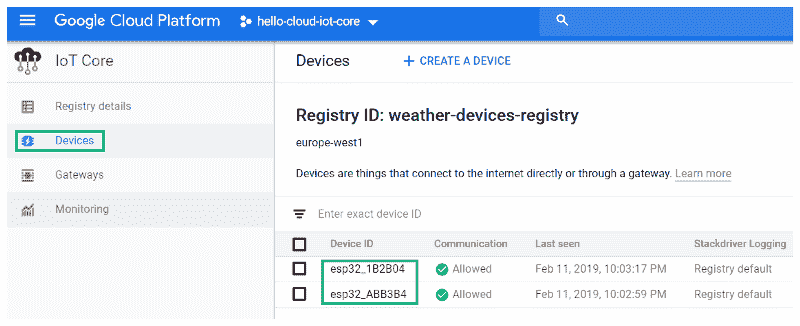 Google Cloud Platform hello-cloud-iot-core
IoT Core
Devices + CREATE A DEVICE
Registry details
Devices
Gateways
Monitoring
Registry ID: weather-devices-registry
europe-west1
Devices are things that connect to the internet directly or through a gateway. Learn more
Enter exact device ID
Device ID Communication Last seen Stackdriver Logging
esp32_1B2B04 Allowed Feb 11, 2019, 10:03:17 PM Registry default
esp32_ABB3B4 Allowed Feb 11, 2019, 10:02:59 PM Registry default